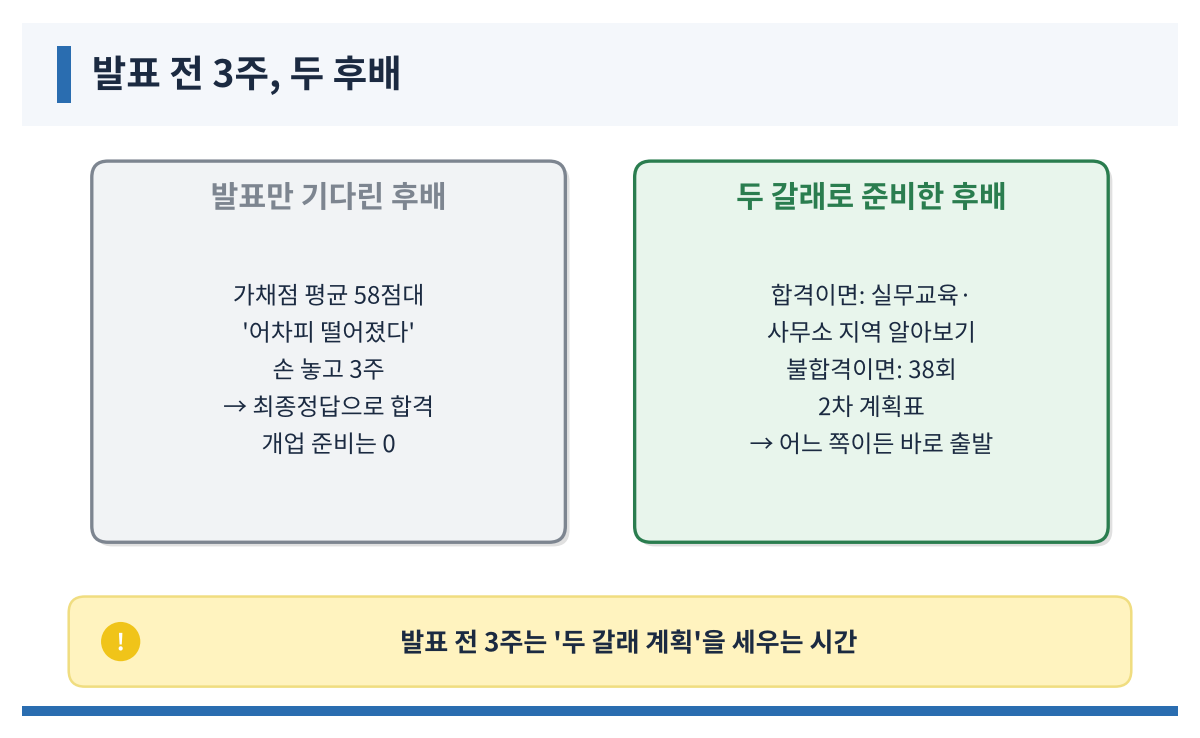 발표 전 3주, 두 후배
발표만 기다린 후배
가채점 평균 58점대
'어차피 떨어졌다'
손 놓고 3주
→ 최종정답으로 합격
개업 준비는 0
두 갈래로 준비한 후배
합격이면: 실무교육·
사무소 지역 알아보기
불합격이면: 38회
2차 계획표
→ 어느 쪽이든 바로 출발
!
발표 전 3주는 '두 갈래 계획'을 세우는 시간